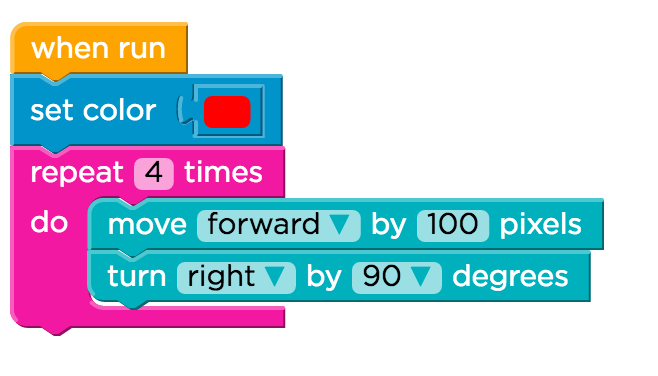 when run
set color
repeat 4 times
do move forward ▼ by 100 pixels
turn right ▼ by 90 ▼ degrees